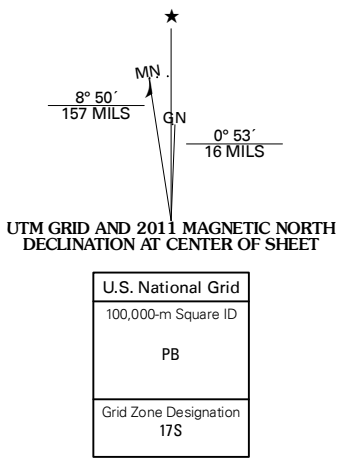 ★
MN
GN
8° 50´
157 MILS
0° 53´
16 MILS
UTM GRID AND 2011 MAGNETIC NORTH
DECLINATION AT CENTER OF SHEET
U.S. National Grid
100,000-m Square ID
PB
Grid Zone Designation
17S